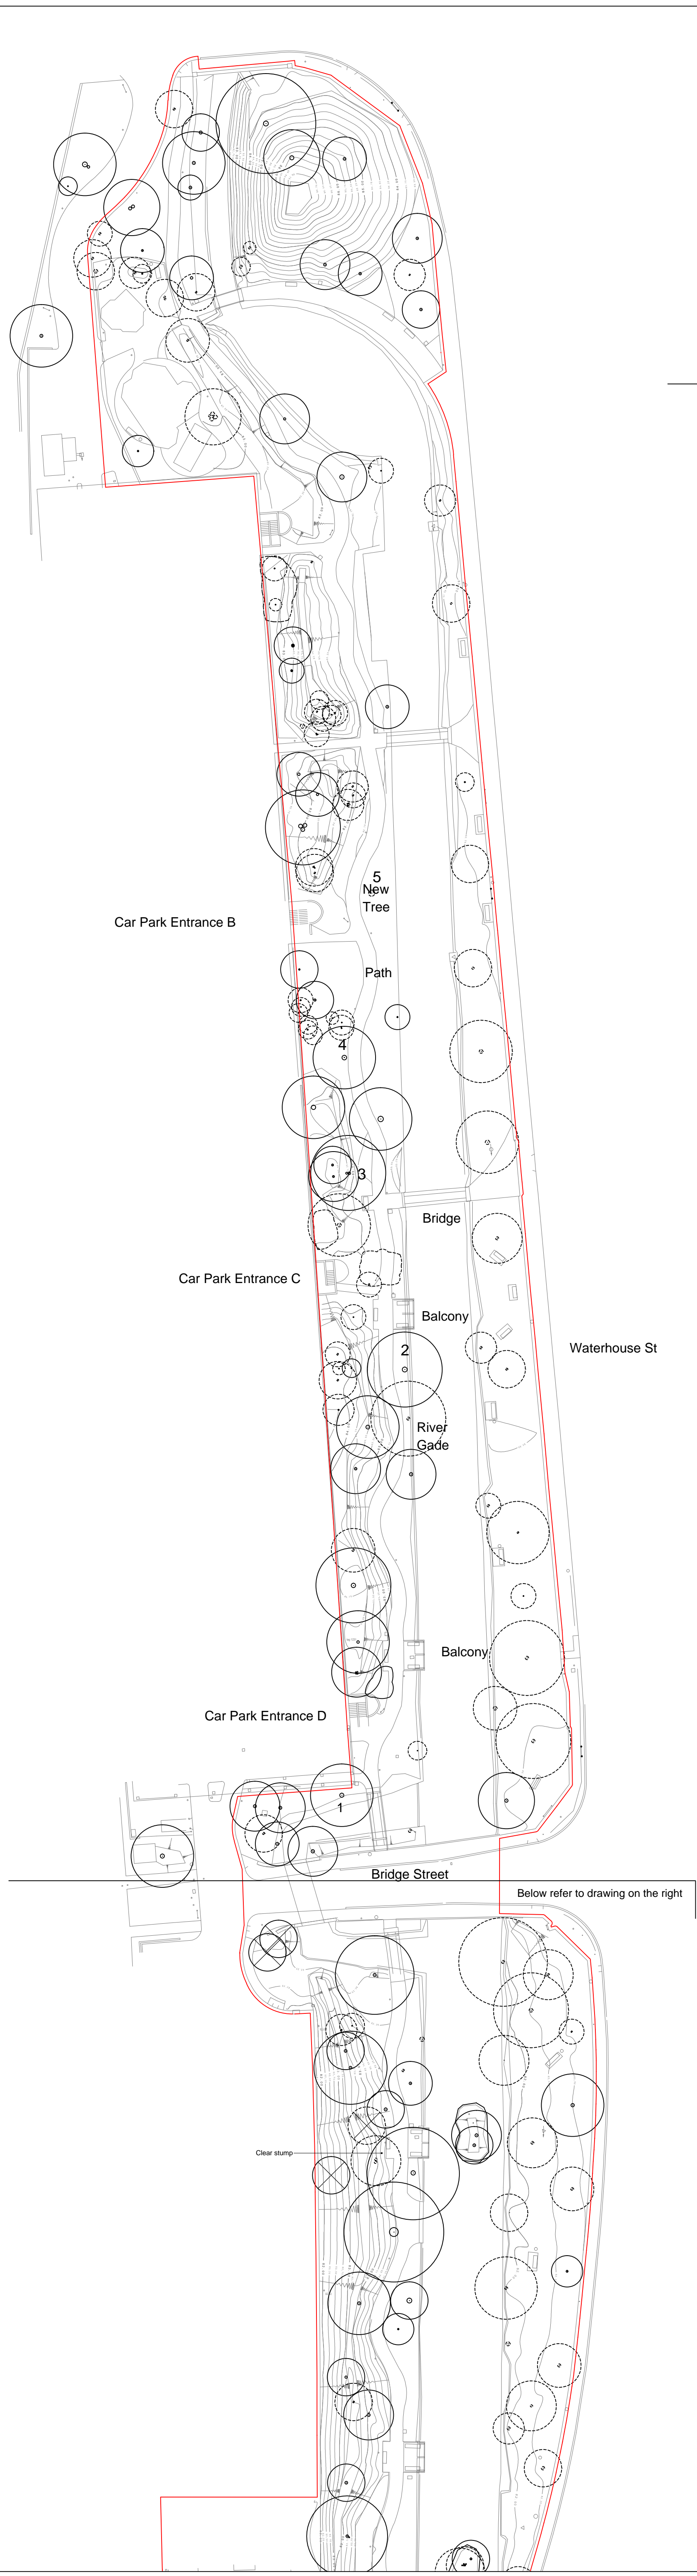 5
New
Tree
Car Park Entrance B
Path
4
3
Bridge
Car Park Entrance C
Balcony
2
Waterhouse St
River
Gade
Balcony
Car Park Entrance D
1
Bridge Street
Below refer to drawing on the right
Clear stump